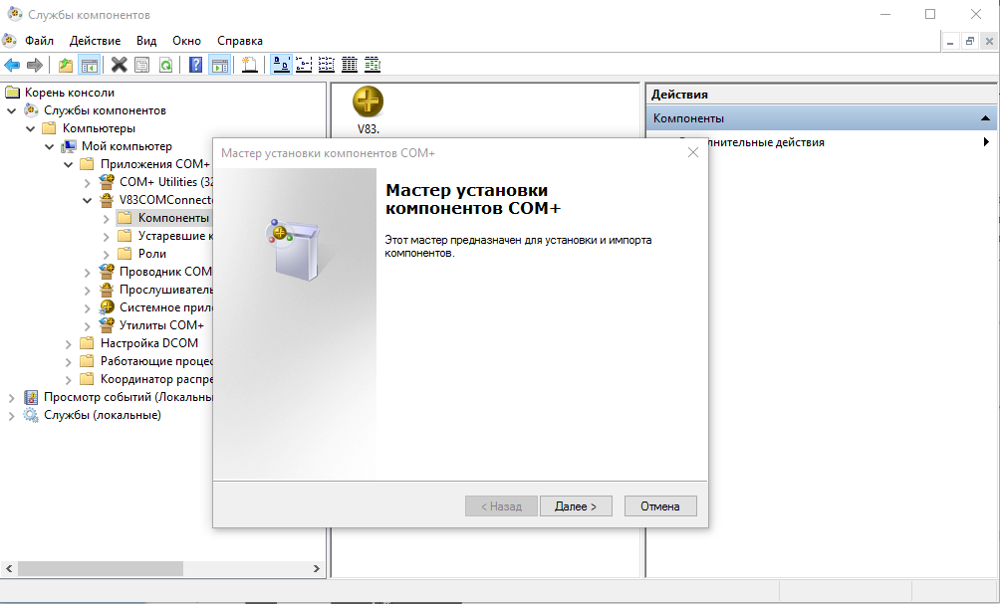 Службы компонентов
Файл Действие Вид Окно Справка
Корень консоли
Службы компонентов
Компьютеры
Мой компьютер
Приложения COM+
COM+ Utilities (32
V83COMConnecto
Компоненты
Устаревшие к
Роли
Проводник COM
Прослушиватель
Системное прил
Утилиты COM+
Настройка DCOM
Работающие процес
Координатор распре
Просмотр событий (Локальны
Службы (локальные)
V83.
Действия
Компоненты
лнительные действия
Мастер установки компонентов COM+
Мастер установки
компонентов COM+
Этот мастер предназначен для установки и импорта
компонентов.
< Назад Далее > Отмена